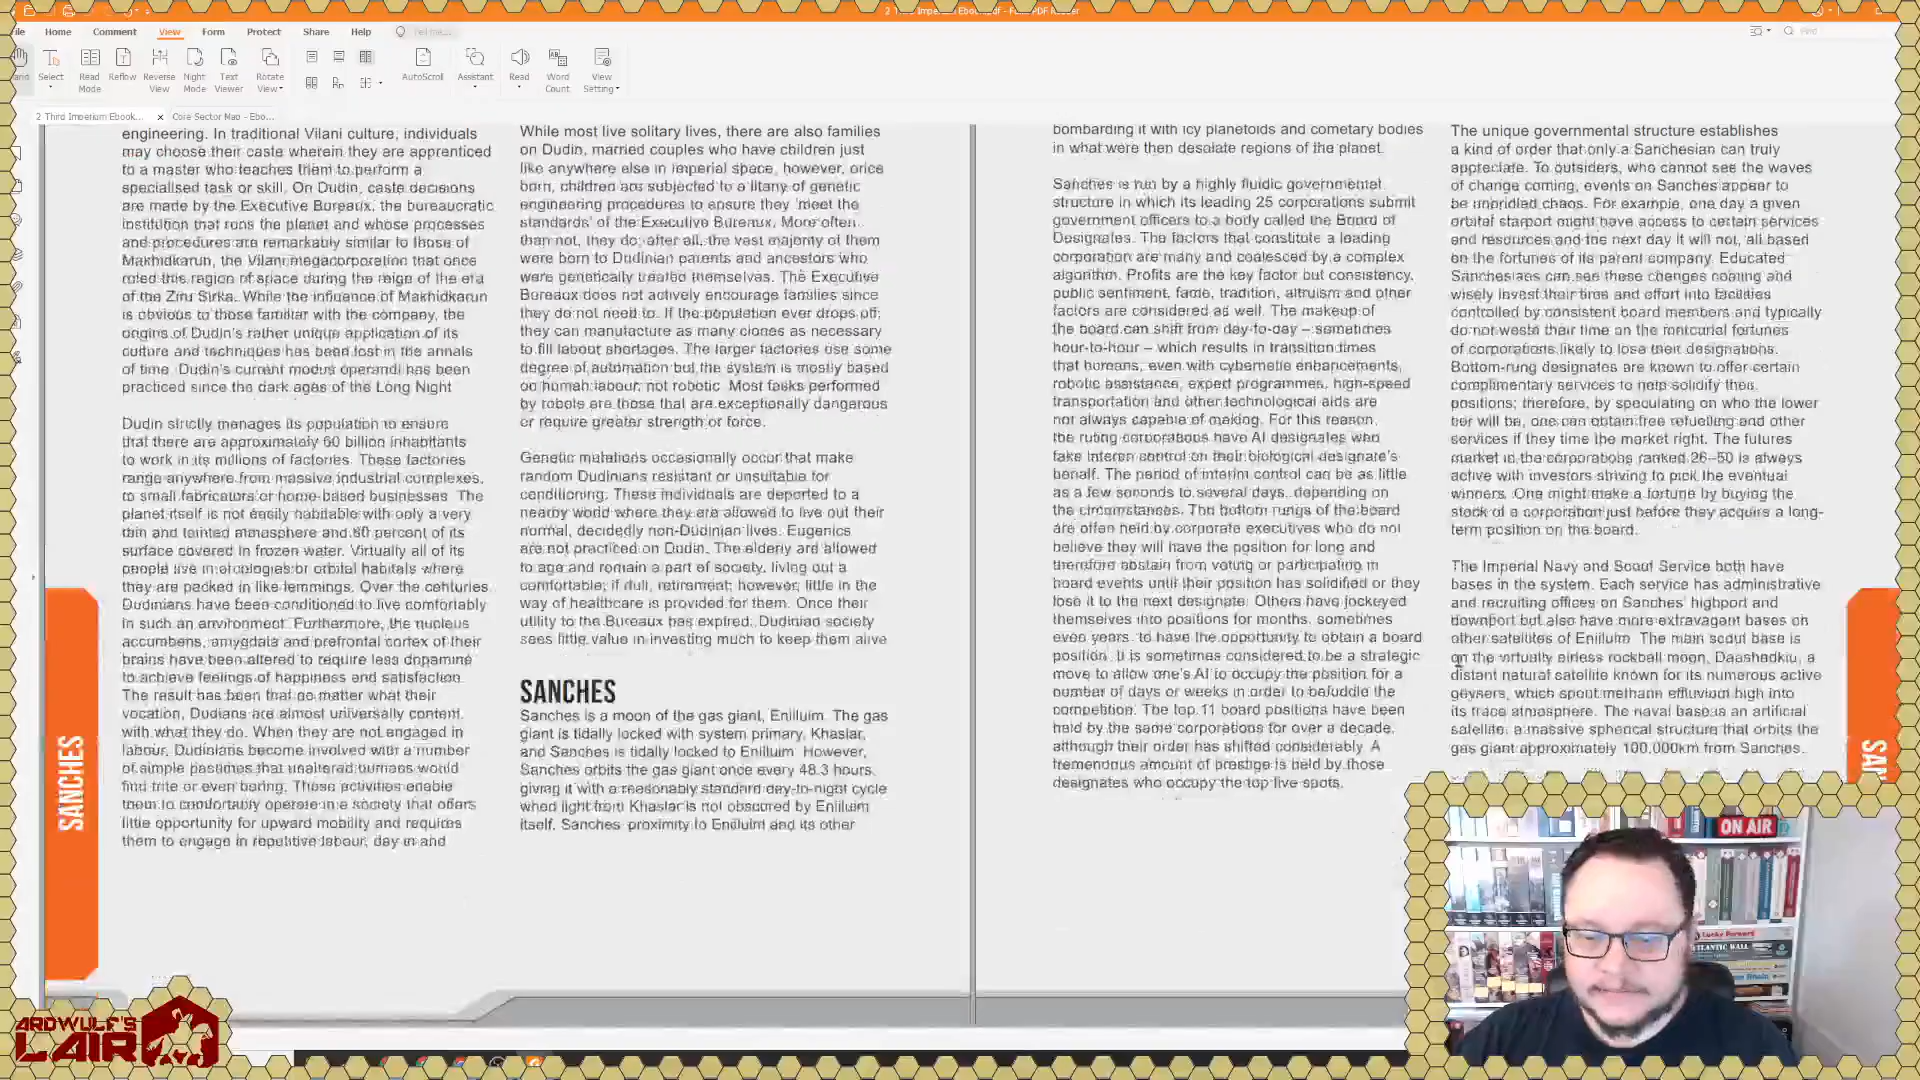 2 Third Imperium Ebook.pdf - Foxit PDF Reader
File Home Comment View Form Protect Share Help Tell me... Find
Hand Select Read Mode Reflow Reverse View Night Mode Text Viewer Rotate View AutoScroll Assistant Read Word Count View Setting
2 Third Imperium Ebook... Core Sector Map - Ebo...
engineering. In traditional Vilani culture, individuals
may choose their caste wherein they are apprenticed
to a master who teaches them to perform a
specialised task or skill. On Dudin, caste decisions
are made by the Executive Bureaux, the bureaucratic
institution that runs the planet and whose processes
and procedures are remarkably similar to those of
Makhidkarun, the Vilani megacorporation that once
ruled this region of space during the reign of the era
of the Ziru Sirka. While the influence of Makhidkarun
is obvious to those familiar with the company, the
origins of Dudin's rather unique application of its
culture and techniques has been lost in the annals
of time. Dudin's current modus operandi has been
practiced since the dark ages of the Long Night
Dudin strictly manages its population to ensure
that there are approximately 60 billion inhabitants
to work in its millions of factories. These factories
range anywhere from massive industrial complexes,
to small fabricators or home-based businesses. The
planet itself is not easily habitable with only a very
thin and tainted atmosphere and 60 percent of its
surface covered in frozen water. Virtually all of its
people live in arcologies or orbital habitats where
they are packed in like lemmings. Over the centuries
Dudinians have been conditioned to live comfortably
in such an environment. Furthermore, the nucleus
accumbens, amygdala and prefrontal cortex of their
brains have been altered to require less dopamine
to achieve feelings of happiness and satisfaction.
The result has been that no matter what their
vocation, Dudians are almost universally content
with what they do. When they are not engaged in
labour, Dudinians become involved with a number
of simple pastimes that unaltered humans would
find trite or even boring. These activities enable
them to comfortably operate in a society that offers
little opportunity for upward mobility and requires
them to engage in repetitive labour, day in and
While most live solitary lives, there are also families
on Dudin, married couples who have children just
like anywhere else in imperial space, however, once
born, children are subjected to a litany of genetic
engineering procedures to ensure they 'meet the
standards' of the Executive Bureaux. More often
than not, they do; after all, the vast majority of them
were born to Dudinian parents and ancestors who
were genetically treated themselves. The Executive
Bureaux does not actively encourage families since
they do not need to. If the population ever drops off,
they can manufacture as many clones as necessary
to fill labour shortages. The larger factories use some
degree of automation but the system is mostly based
on human labour, not robotic. Most tasks performed
by robots are those that are exceptionally dangerous
or require greater strength or force.
Genetic mutations occasionally occur that make
random Dudinians resistant or unsuitable for
conditioning. These individuals are deported to a
nearby world where they are allowed to live out their
normal, decidedly non-Dudinian lives. Eugenics
are not practiced on Dudin. The elderly are allowed
to age and remain a part of society, living out a
comfortable, if dull, retirement; however, little in the
way of healthcare is provided for them. Once their
utility to the Bureaux has expired, Dudinian society
sees little value in investing much to keep them alive
SANCHES
Sanches is a moon of the gas giant, Enilium. The gas
giant is tidally locked with system primary, Khaslar,
and Sanches is tidally locked to Enilium. However,
Sanches orbits the gas giant once every 48.3 hours,
giving it with a reasonably standard day-to-night cycle
when light from Khaslar is not obscured by Enilium
itself. Sanches' proximity to Enilium and its other
bombarding it with icy planetoids and cometary bodies
in what were then desolate regions of the planet.
Sanches is run by a highly fluidic governmental
structure in which its leading 25 corporations submit
government officers to a body called the Board of
Designates. The factors that constitute a leading
corporation are many and coalesced by a complex
algorithm. Profits are the key factor but consistency,
public sentiment, fame, tradition, altruism and other
factors are considered as well. The makeup of
the board can shift from day-to-day – sometimes
hour-to-hour – which results in transition times
that humans, even with cybernetic enhancements,
robotic assistance, expert programmes, high-speed
transportation and other technological aids are
not always capable of making. For this reason,
the ruling corporations have AI designates who
take interim control on their biological designate's
behalf. The period of interim control can be as little
as a few seconds to several days, depending on
the circumstances. The bottom rungs of the board
are often held by corporate executives who do not
believe they will have the position for long and
therefore abstain from voting or participating in
board events until their position has solidified or they
lose it to the next designate. Others have jockeyed
themselves into positions for months, sometimes
even years, to have the opportunity to obtain a board
position. It is sometimes considered to be a strategic
move to allow one's AI to occupy the position for a
number of days or weeks in order to befuddle the
competition. The top 11 board positions have been
held by the same corporations for over a decade,
although their order has shifted considerably. A
tremendous amount of prestige is held by those
designates who occupy the top five spots.
The unique governmental structure establishes
a kind of order that only a Sanchesian can truly
appreciate. To outsiders, who cannot see the waves
of change coming, events on Sanches appear to
be unbridled chaos. For example, one day a given
orbital starport might have access to certain services
and resources and the next day it will not, all based
on the fortunes of its parent company. Educated
Sanchesians can see these changes coming and
wisely invest their time and effort into facilities
controlled by consistent board members and typically
do not waste their time on the mercurial fortunes
of corporations likely to lose their designations.
Bottom-rung designates are known to offer certain
complimentary services to help solidify their
positions; therefore, by speculating on who the lower
tier will be, one can obtain free refuelling and other
services if they time the market right. The futures
market in the corporations ranked 26–50 is always
active with investors striving to pick the eventual
winners. One might make a fortune by buying the
stock of a corporation just before they acquire a long-
term position on the board.
The Imperial Navy and Scout Service both have
bases in the system. Each service has administrative
and recruiting offices on Sanches' highport and
downport but also have more extravagant bases on
other satellites of Enilium. The main scout base is
on the virtually airless rockball moon, Daashadkiu, a
distant natural satellite known for its numerous active
geysers, which spout methane effluvium high into
its trace atmosphere. The naval base is an artificial
satellite, a massive spherical structure that orbits the
gas giant approximately 100,000km from Sanches.
SANCHES
SAN
ON AIR
Lucky Forward
ATLANTIC WALL
ARDWULF'S
LAIR